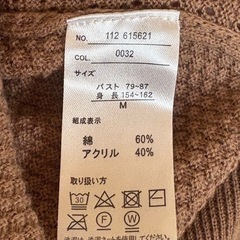 NO. 112 615621
COL. 0032
サイズ
バスト 79~87
身長 154~162
M
組成表示
綿 60%
アクリル 40%
取り扱い方